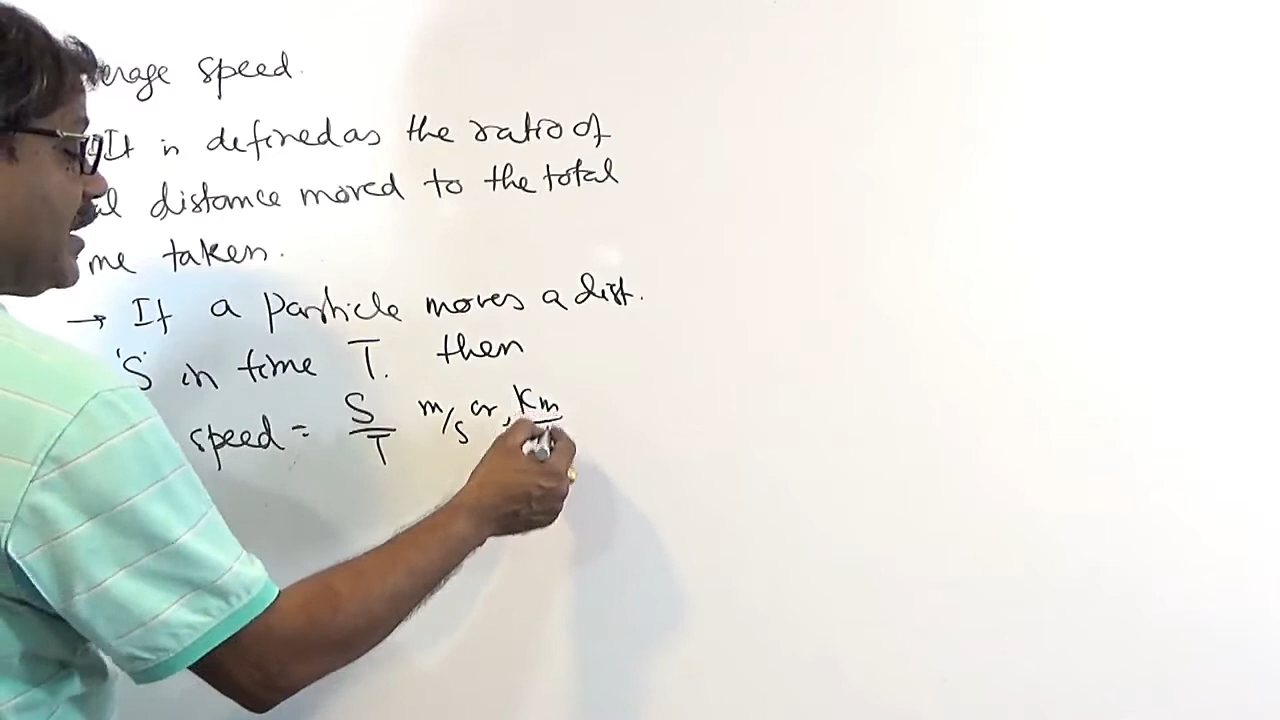 erage speed.
It is defined as the ratio of
al distance moved to the total
me taken.
→ If a particle moves a dist.
'S' in time T. then
speed = S/T m/s or, Km